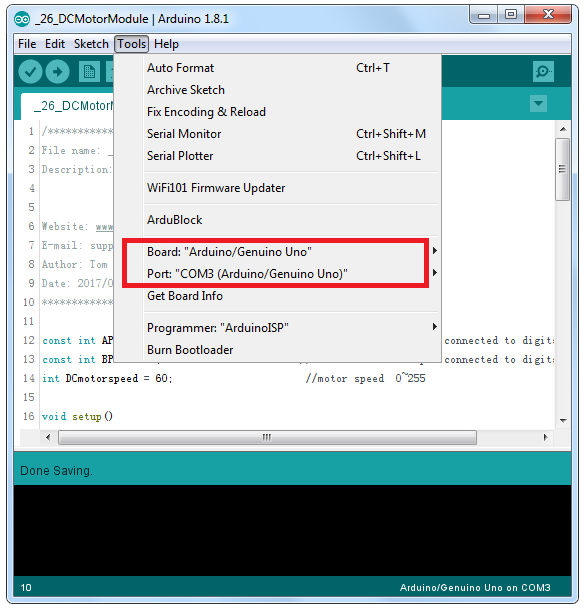 _26_DCMotorModule | Arduino 1.8.1
File Edit Sketch Tools Help
Auto Format Ctrl+T
Archive Sketch
Fix Encoding & Reload
Serial Monitor Ctrl+Shift+M
Serial Plotter Ctrl+Shift+L
WiFi101 Firmware Updater
ArduBlock
Board: "Arduino/Genuino Uno"
Port: "COM3 (Arduino/Genuino Uno)"
Get Board Info
Programmer: "ArduinoISP"
Burn Bootloader
_26_DCMotorM
1 /************
2 File name: _
3 Description:
4
5
6 Website: www
7 E-mail: supp
8 Author: Tom
9 Date: 2017/0
10 ************
11
12 const int AP connected to digita
13 const int BP connected to digita
14 int DCmotorspeed = 60; //motor speed 0~255
15
16 void setup()
Done Saving.
10 Arduino/Genuino Uno on COM3